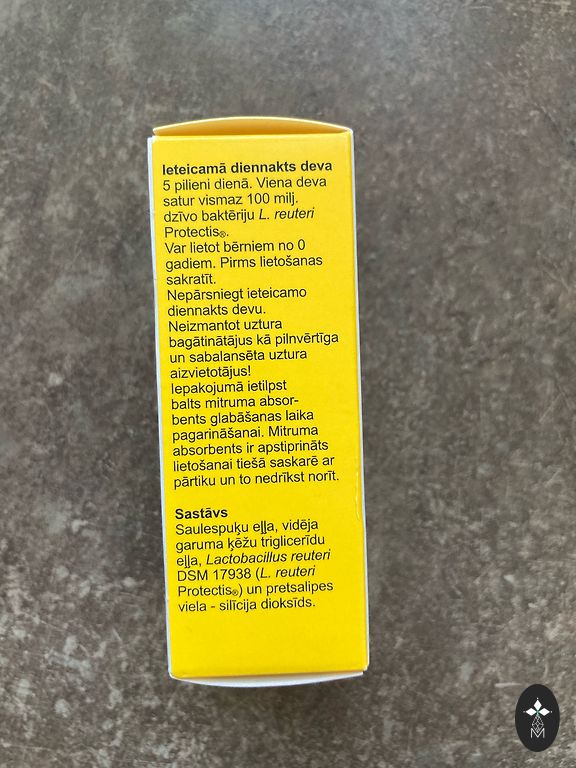 Ieteicamā diennakts deva
5 pilieni dienā. Viena deva
satur vismaz 100 milj.
dzīvo baktēriju L. reuteri
Protectis®.
Var lietot bērniem no 0
gadiem. Pirms lietošanas
sakratīt.
Nepārsniegt ieteicamo
diennakts devu.
Neizmantot uztura
bagātinātājus kā pilnvērtīga
un sabalansēta uztura
aizvietotājus!
Iepakojumā ietilpst
balts mitruma absor-
bents glabāšanas laika
pagarināšanai. Mitruma
absorbents ir apstiprināts
lietošanai tiešā saskarē ar
pārtiku un to nedrīkst norīt.
Sastāvs
Saulespuķu eļļa, vidēja
garuma ķēžu triglicerīdu
eļļa, Lactobacillus reuteri
DSM 17938 (L. reuteri
Protectis®) un pretsalipes
viela - silīcija dioksīds.
M